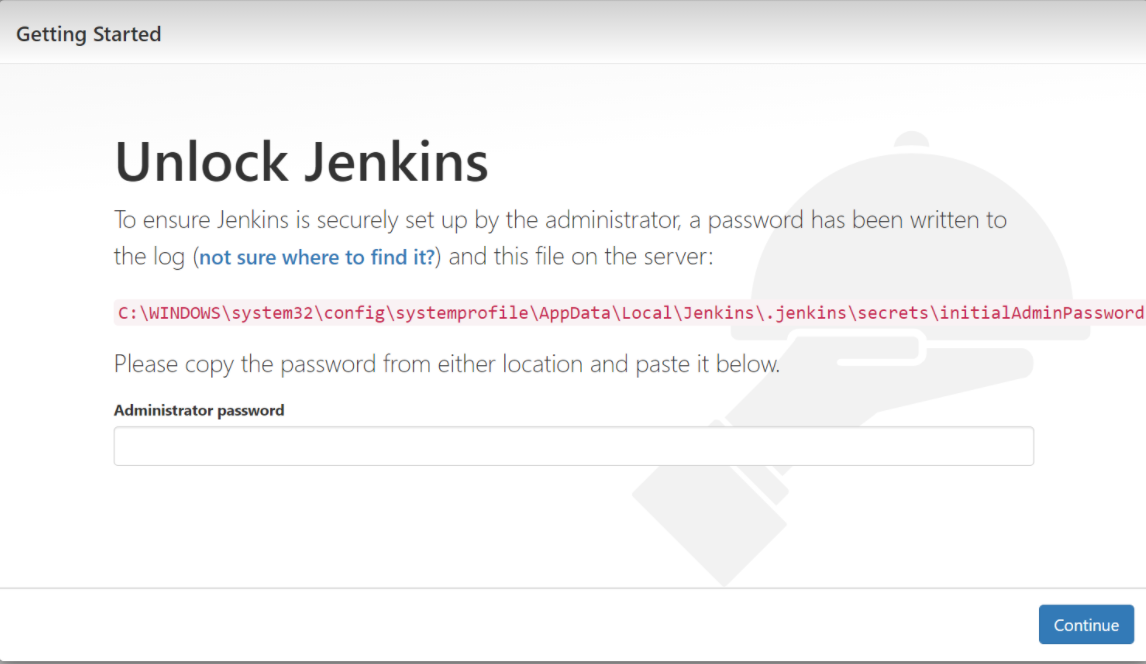 Getting Started
Unlock Jenkins
To ensure Jenkins is securely set up by the administrator, a password has been written to
the log (not sure where to find it?) and this file on the server:
C:\WINDOWS\system32\config\systemprofile\AppData\Local\Jenkins\.jenkins\secrets\initialAdminPassword
Please copy the password from either location and paste it below.
Administrator password
Continue